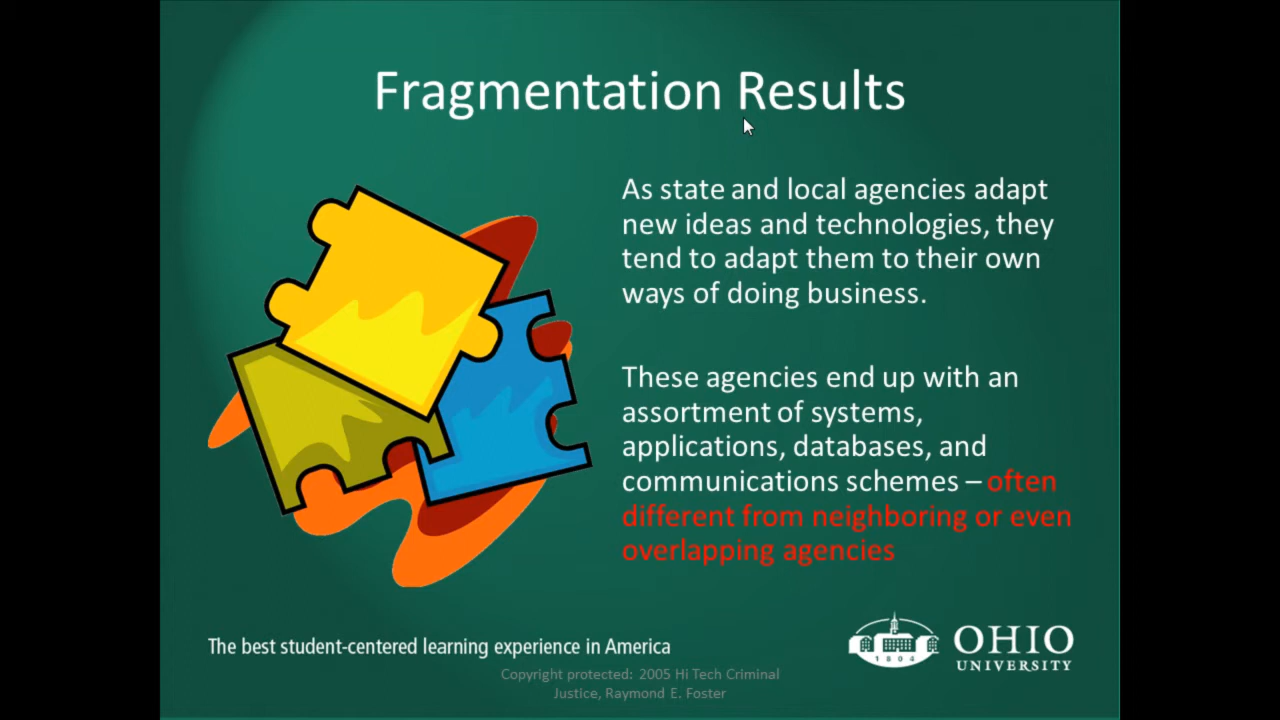 Fragmentation Results
As state and local agencies adapt
new ideas and technologies, they
tend to adapt them to their own
ways of doing business.
These agencies end up with an
assortment of systems,
applications, databases, and
communications schemes – often
different from neighboring or even
overlapping agencies
The best student-centered learning experience in America
1804
OHIO
UNIVERSITY
Copyright protected: 2005 Hi Tech Criminal
Justice, Raymond E. Foster